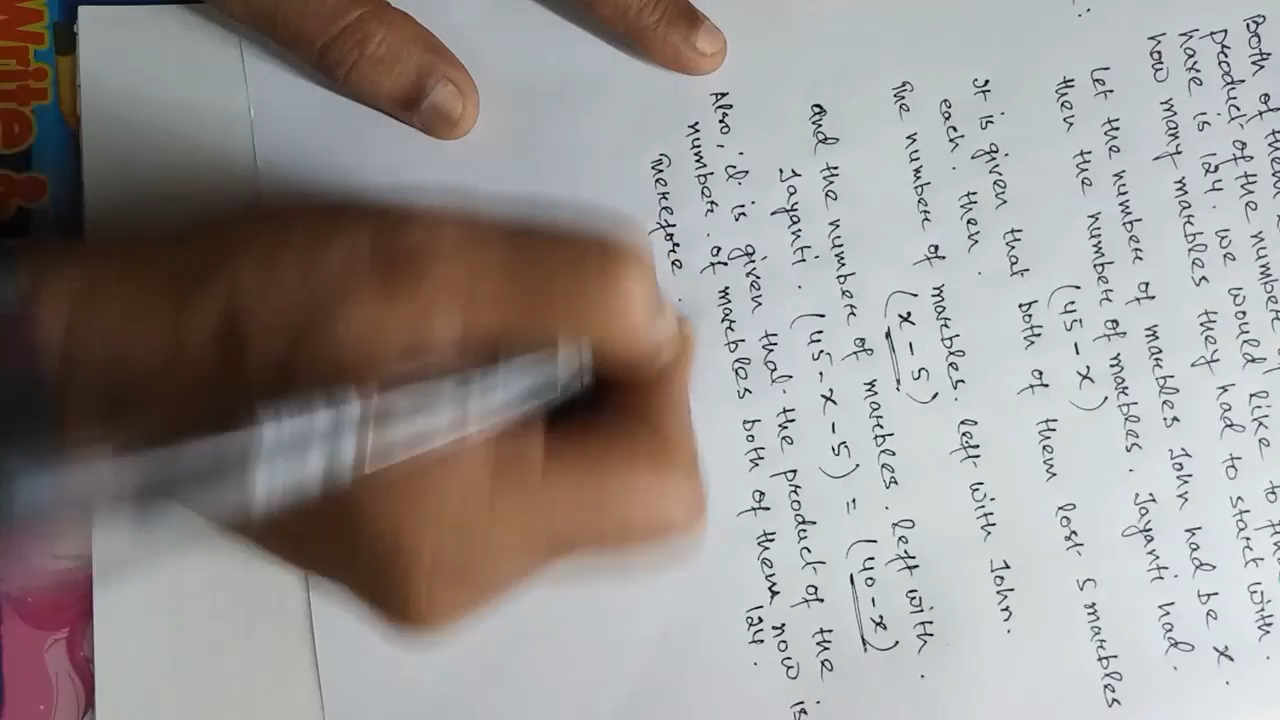 Both of them
product of the number
have is 124. we would like to
how many marbles they had to start with.
:
Let the number of marbles John had be x.
then the number of marbles. Jayanti had.
(45 - x)
It is given that both of them lost 5 marbles
each. then.
The number of marbles. left with John.
(x - 5)
and the number of marbles. left with.
Jayanti. (45 - x - 5) = (40 - x)
Also, it is given that the product of the
number. of marbles both of them now is
124.
Therefore.
Write &